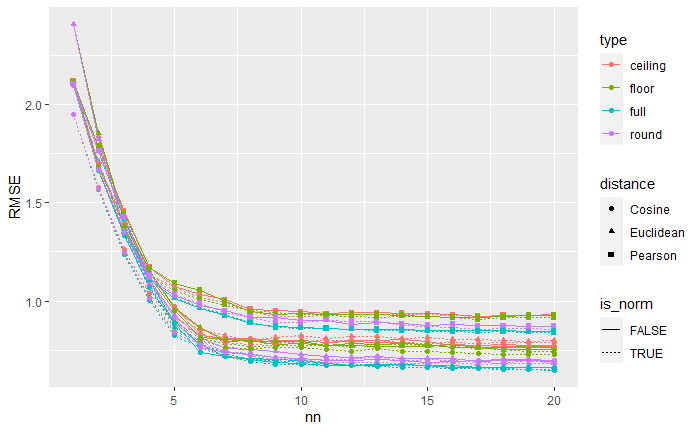 2.0
1.5
1.0
RMSE
5
10
15
20
nn
type
ceiling
floor
full
round
distance
Cosine
Euclidean
Pearson
is_norm
FALSE
TRUE